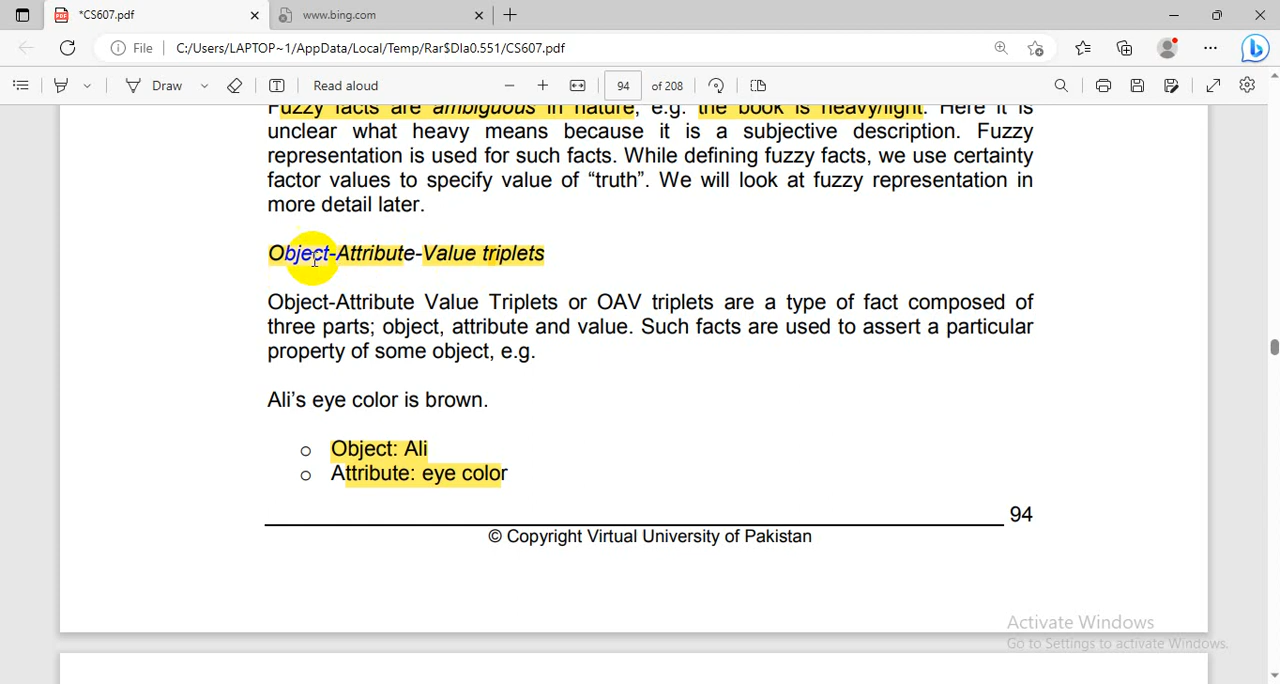 *CS607.pdf
www.bing.com
File C:/Users/LAPTOP~1/AppData/Local/Temp/Rar$DIa0.551/CS607.pdf
Draw Read aloud 94 of 208
Fuzzy facts are ambiguous in nature, e.g. the book is heavy/light. Here it is
unclear what heavy means because it is a subjective description. Fuzzy
representation is used for such facts. While defining fuzzy facts, we use certainty
factor values to specify value of “truth”. We will look at fuzzy representation in
more detail later.
Object-Attribute-Value triplets
Object-Attribute Value Triplets or OAV triplets are a type of fact composed of
three parts; object, attribute and value. Such facts are used to assert a particular
property of some object, e.g.
Ali’s eye color is brown.
o Object: Ali
o Attribute: eye color
94
© Copyright Virtual University of Pakistan
Activate Windows
Go to Settings to activate Windows.